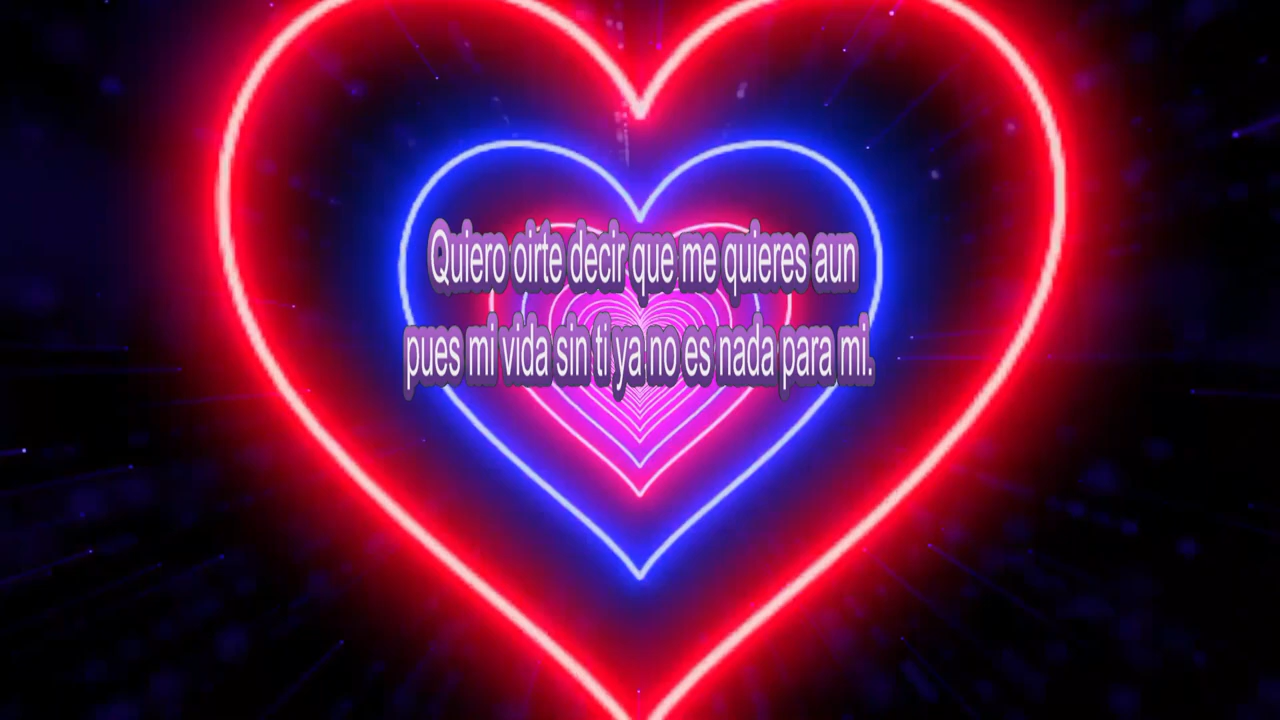 Quiero oirte decir que me quieres aun
pues mi vida sin ti ya no es nada para mi.